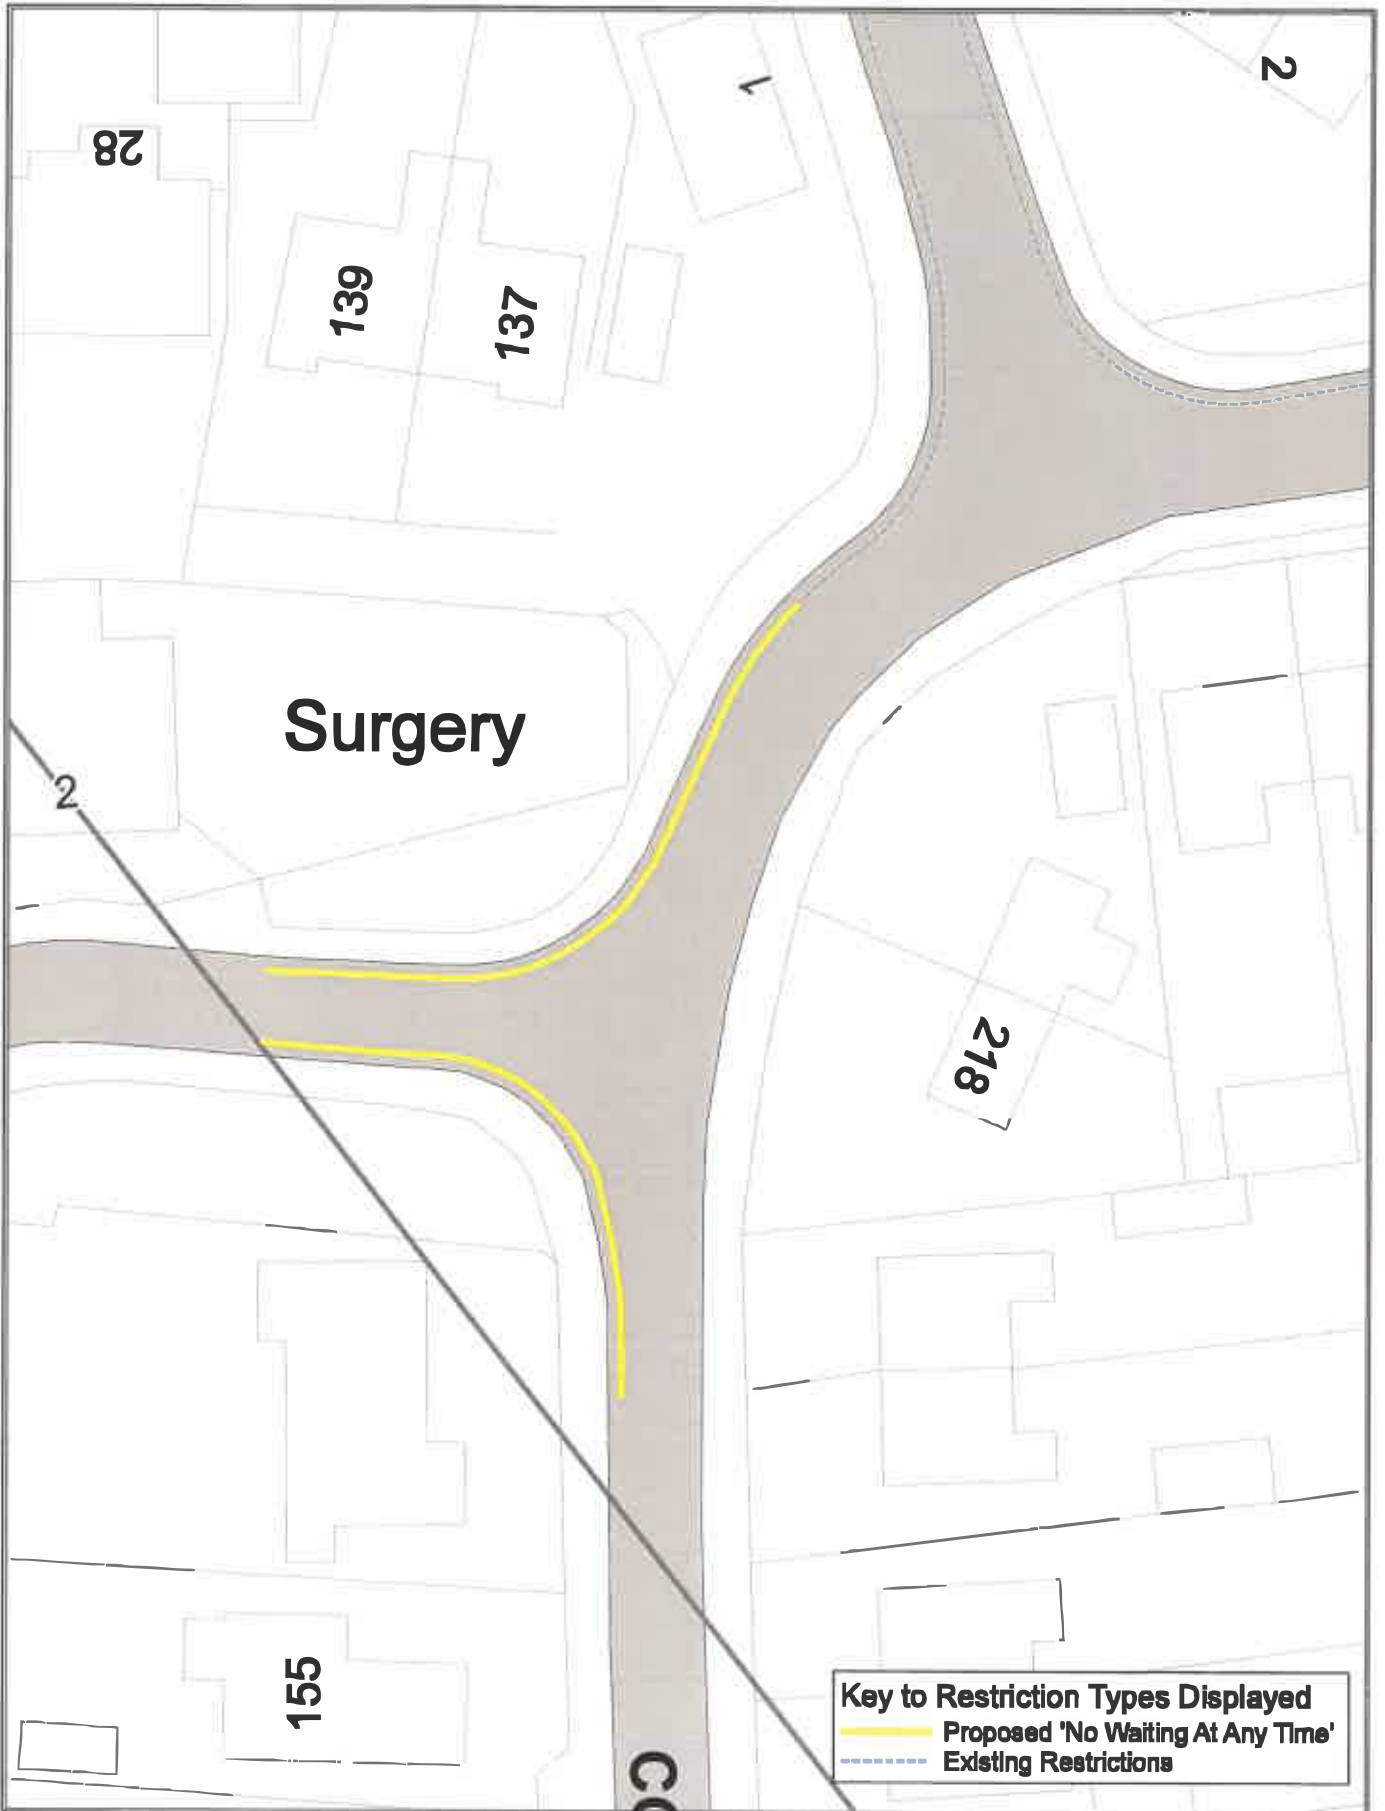 2
1
28
139
137
Surgery
2
218
155
Key to Restriction Types Displayed
Proposed 'No Waiting At Any Time'
Existing Restrictions